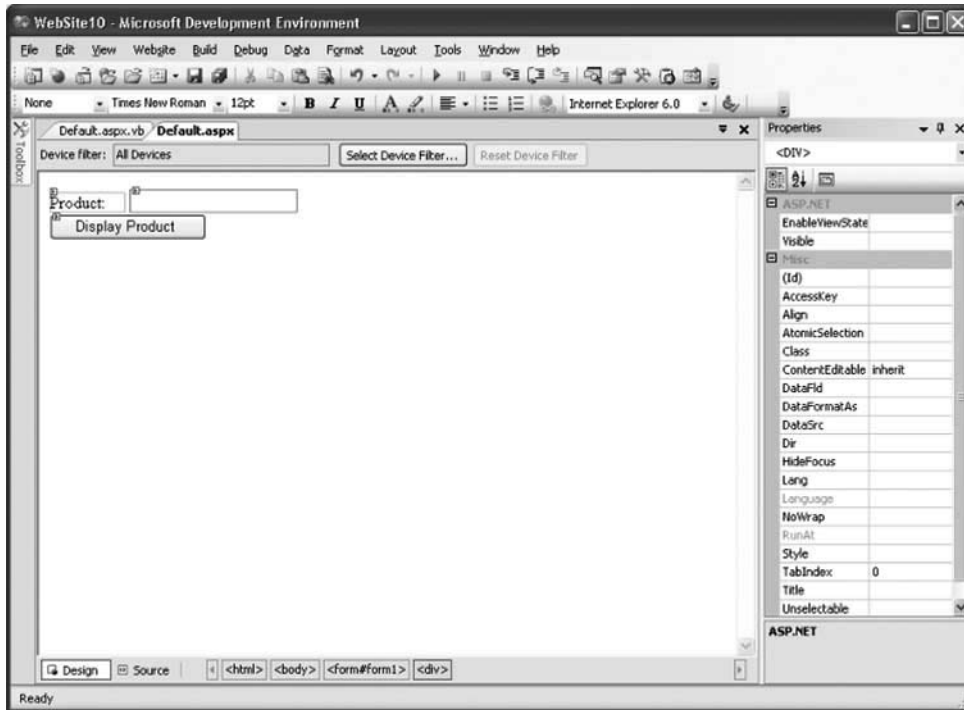 WebSite10 - Microsoft Development Environment
File Edit View Website Build Debug Data Format Layout Tools Window Help
None Times New Roman 12pt B I U A Internet Explorer 6.0
Toolbox
Default.aspx.vb Default.aspx
Device filter: All Devices Select Device Filter... Reset Device Filter
Product:
Display Product
Properties
<DIV>
ASP.NET
EnableViewState
Visible
Misc
(Id)
AccessKey
Align
AtomicSelection
Class
ContentEditable inherit
DataFld
DataFormatAs
DataSrc
Dir
HideFocus
Lang
Language
NoWrap
RunAt
Style
TabIndex 0
Title
Unselectable
ASP.NET
Design Source <html> <body> <form#form1> <div>
Ready